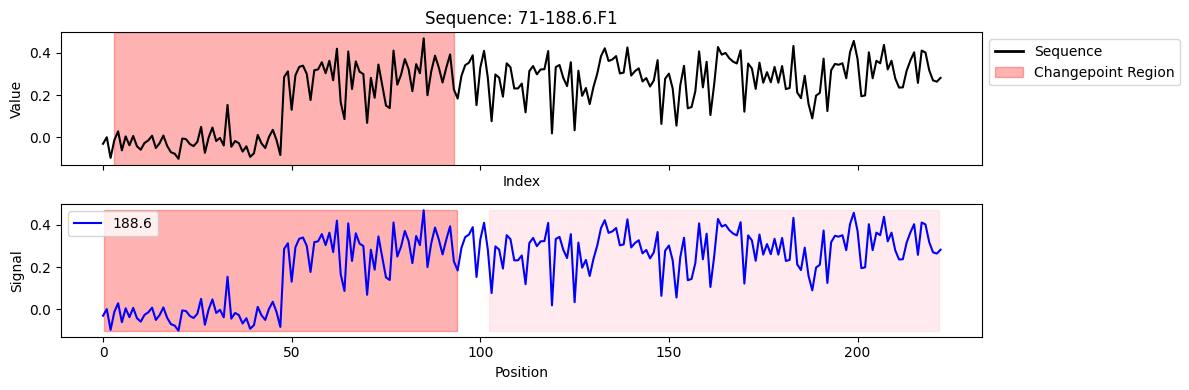 Sequence: 71-188.6.F1
Value
0.4
0.2
0.0
Index
Sequence
Changepoint Region
Signal
0.4
0.2
0.0
188.6
0 50 100 150 200
Position